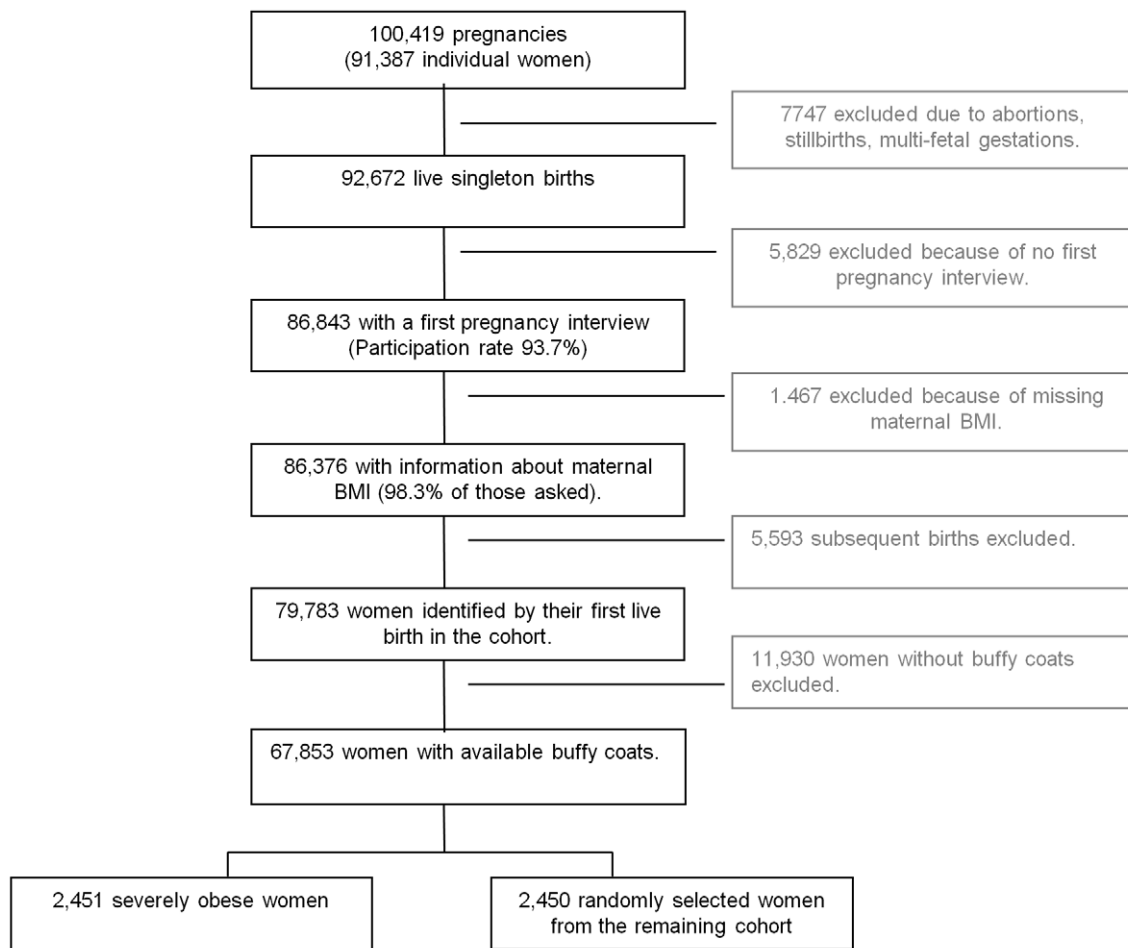 100,419 pregnancies
(91,387 individual women)
7747 excluded due to abortions,
stillbirths, multi-fetal gestations.
92,672 live singleton births
5,829 excluded because of no first
pregnancy interview.
86,843 with a first pregnancy interview
(Participation rate 93.7%)
1.467 excluded because of missing
maternal BMI.
86,376 with information about maternal
BMI (98.3% of those asked).
5,593 subsequent births excluded.
79,783 women identified by their first live
birth in the cohort.
11,930 women without buffy coats
excluded.
67,853 women with available buffy coats.
2,451 severely obese women
2,450 randomly selected women
from the remaining cohort